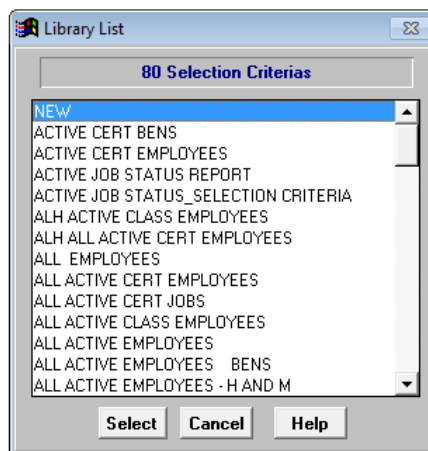 Library List
80 Selection Criterias
NEW
ACTIVE CERT BENS
ACTIVE CERT EMPLOYEES
ACTIVE JOB STATUS REPORT
ACTIVE JOB STATUS_SELECTION CRITERIA
ALH ACTIVE CLASS EMPLOYEES
ALH ALL ACTIVE CERT EMPLOYEES
ALL  EMPLOYEES
ALL ACTIVE CERT EMPLOYEES
ALL ACTIVE CERT JOBS
ALL ACTIVE CLASS EMPLOYEES
ALL ACTIVE EMPLOYEES
ALL ACTIVE EMPLOYEES   BENS
ALL ACTIVE EMPLOYEES - H AND M
Select Cancel Help